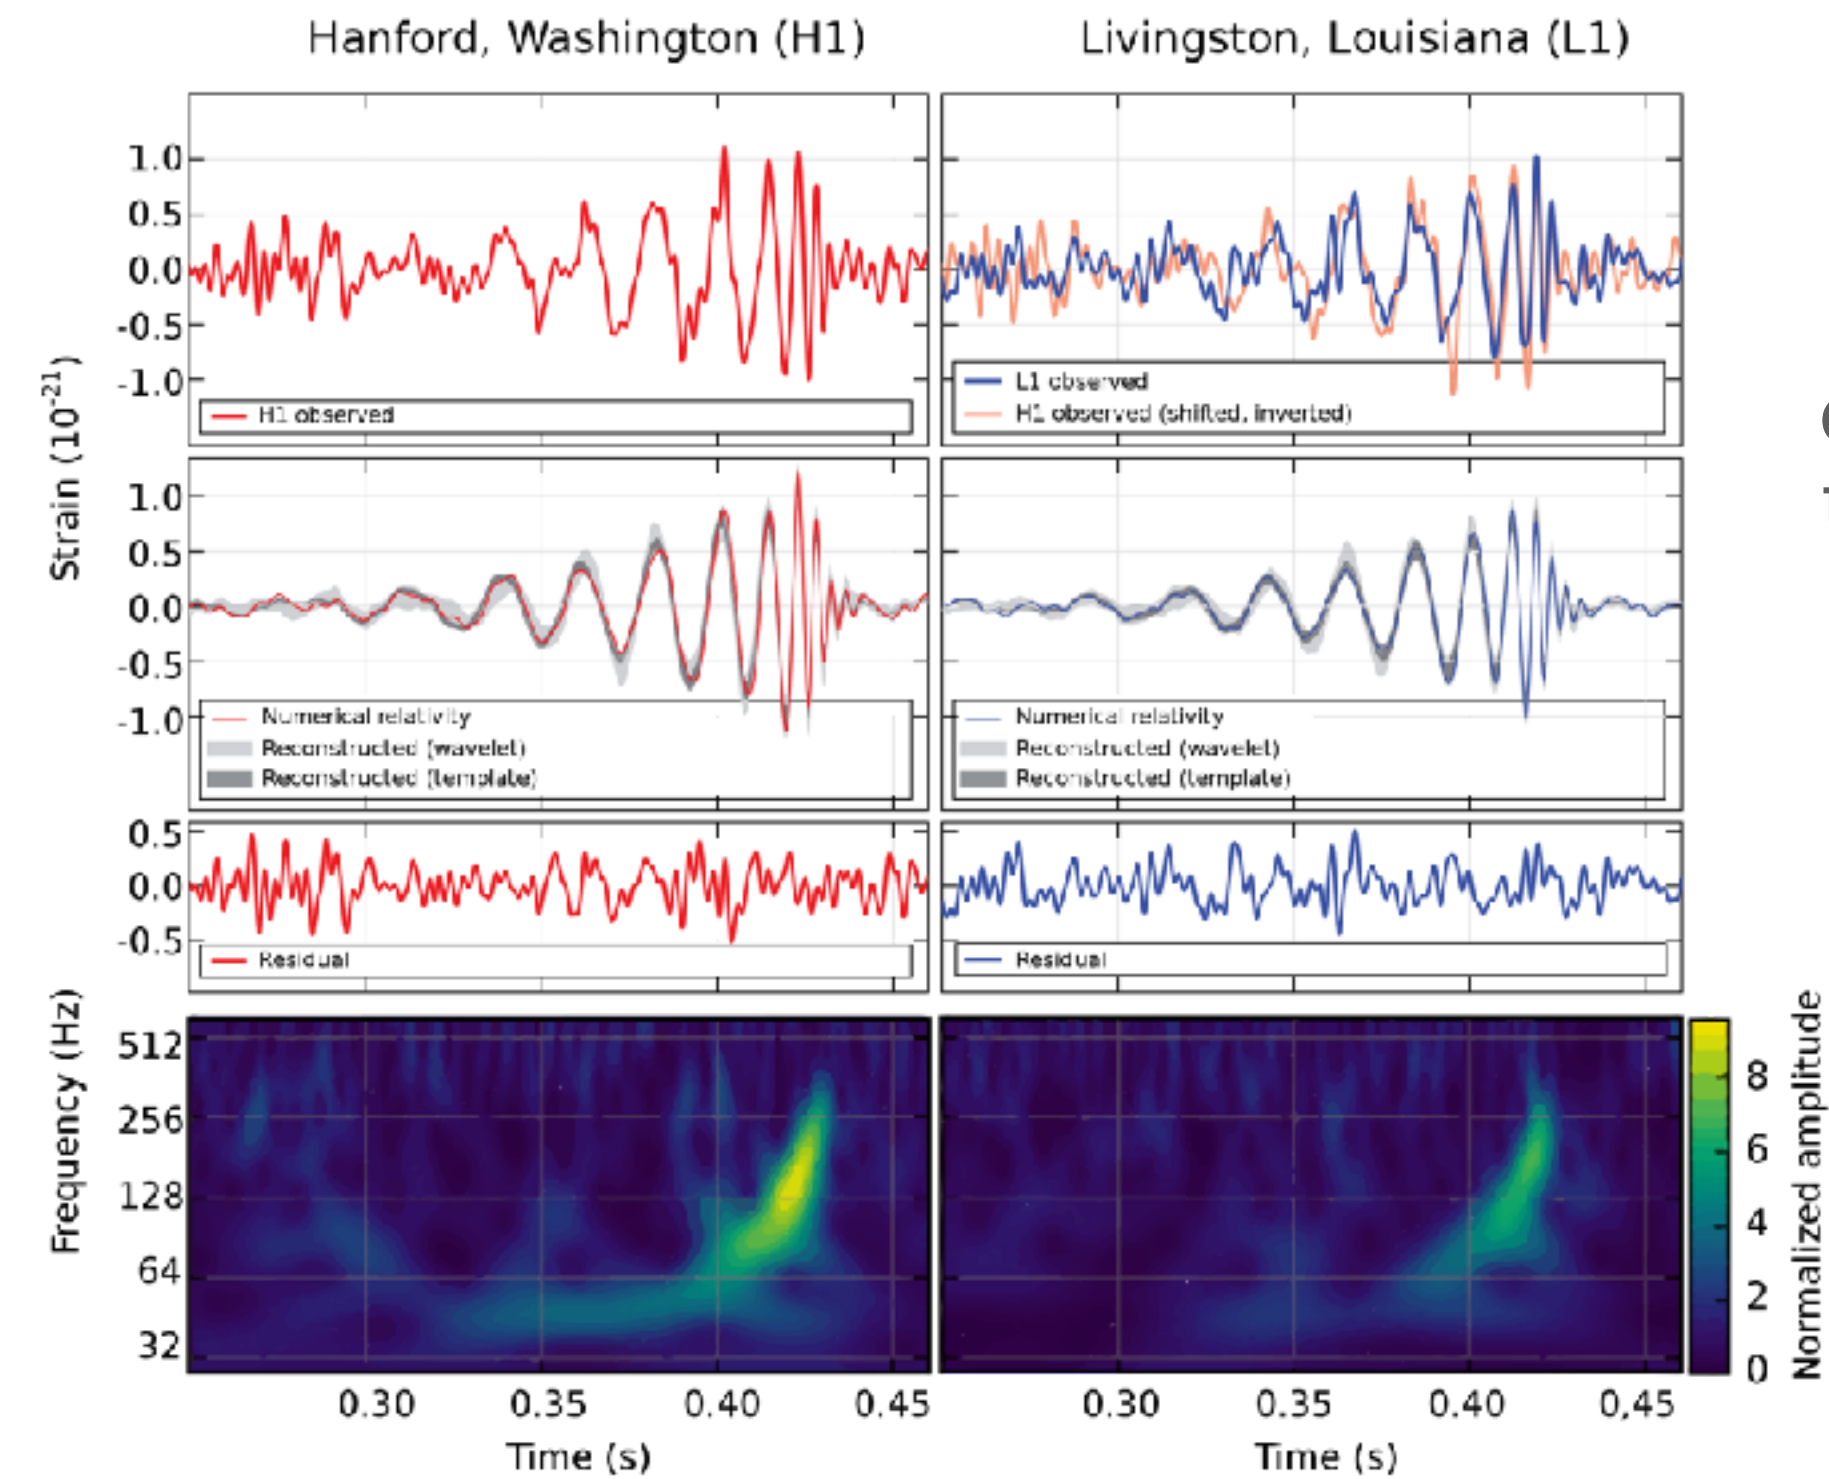 Hanford, Washington (H1)
Livingston, Louisiana (L1)
Strain (10⁻²¹)
1.0
0.5
0.0
-0.5
-1.0
H1 observed
L1 observed
H1 observed (shifted, inverted)
1.0
0.5
0.0
-0.5
-1.0
Numerical relativity
Reconstructed (wavelet)
Reconstructed (template)
Numerical relativity
Reconstructed (wavelet)
Reconstructed (template)
0.5
0.0
-0.5
Residual
Residual
Frequency (Hz)
512
256
128
64
32
8
6
4
2
0
Normalized amplitude
0.30 0.35 0.40 0.45
0.30 0.35 0.40 0,45
Time (s)
Time (s)